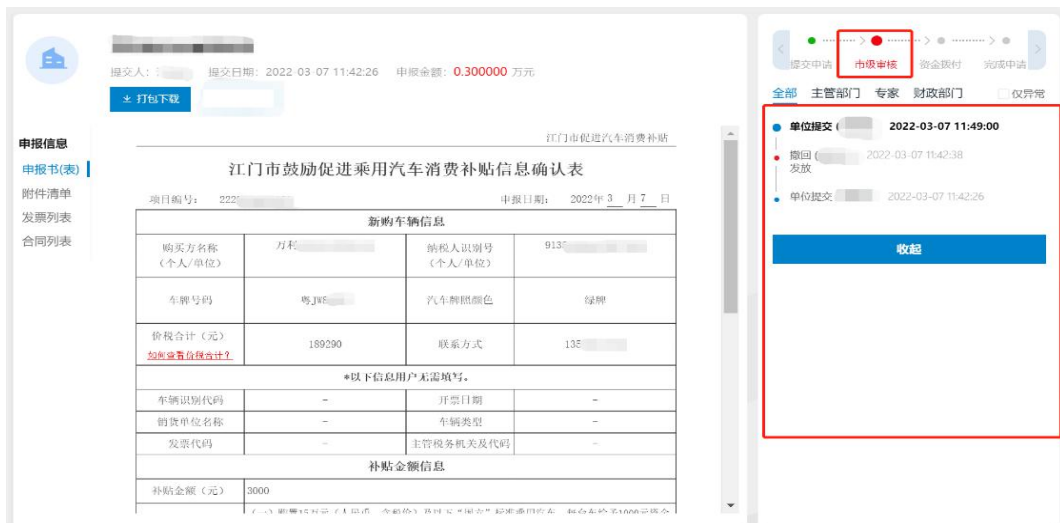 提交人： 提交日期：2022-03-07 11:42:26 申报金额：0.300000 万元
打包下载
申报信息
申报书(表)
附件清单
发票列表
合同列表
江门市促进汽车消费补贴
江门市鼓励促进乘用汽车消费补贴信息确认表
项目编号： 222 申报日期： 2022年 3 月 7 日
新购车辆信息
购买方名称（个人/单位） 万利 纳税人识别号（个人/单位） 913
车牌号码 粤JW8 汽车牌照颜色 绿牌
价税合计（元） 189290 联系方式 135
如何查看价税合计？
*以下信息用户无需填写。
车辆识别代码 - 开票日期 -
销货单位名称 - 车辆类型 -
发票代码 - 主管税务机关及代码 -
补贴金额信息
补贴金额（元） 3000
提交申请 市级审核 资金拨付 完成申请
全部 主管部门 专家 财政部门 仅异常
单位提交 ( 2022-03-07 11:49:00
撤回 ( 2022-03-07 11:42:38
发放
单位提交 2022-03-07 11:42:26
收起